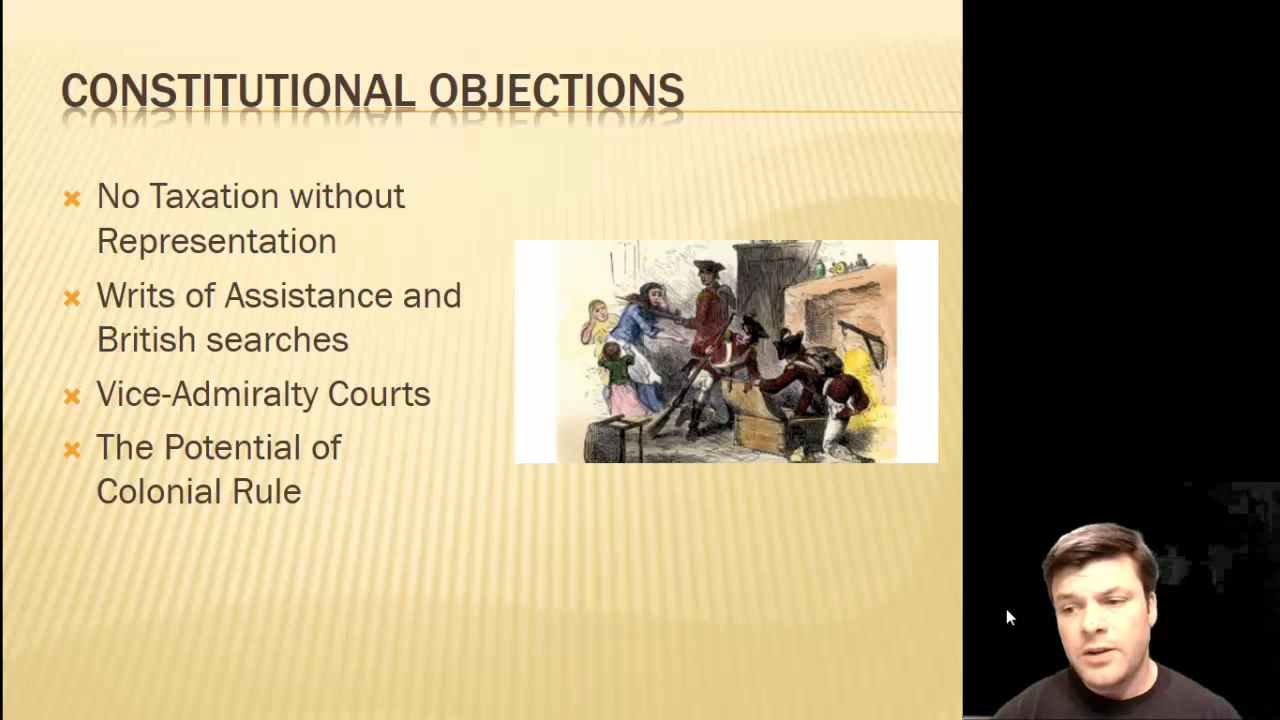 CONSTITUTIONAL OBJECTIONS
No Taxation without
Representation
Writs of Assistance and
British searches
Vice-Admiralty Courts
The Potential of
Colonial Rule